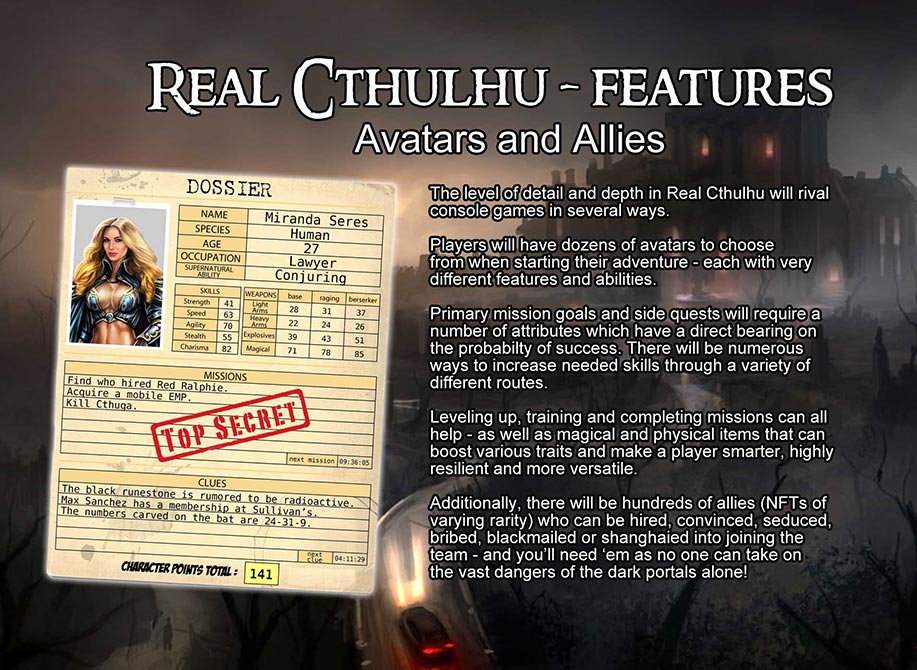 REAL CTHULHU - FEATURES
Avatars and Allies
DOSSIER
NAME Miranda Seres
SPECIES Human
AGE 27
OCCUPATION Lawyer
SUPERNATURAL ABILITY Conjuring
SKILLS
Strength 41
Speed 63
Agility 70
Stealth 55
Charisma 82
WEAPONS base raging berserker
Light Arms 28 31 37
Heavy Arms 22 24 26
Explosives 39 43 51
Magical 71 78 85
MISSIONS
Find who hired Red Ralphie.
Acquire a mobile EMP.
Kill Cthuga.
TOP SECRET
next mission 09:36:05
CLUES
The black runestone is rumored to be radioactive.
Max Sanchez has a membership at Sullivan's.
The numbers carved on the bat are 24-31-9.
next clue 04:11:29
CHARACTER POINTS TOTAL : 141
The level of detail and depth in Real Cthulhu will rival
console games in several ways.
Players will have dozens of avatars to choose
from when starting their adventure - each with very
different features and abilities.
Primary mission goals and side quests will require a
number of attributes which have a direct bearing on
the probabilty of success. There will be numerous
ways to increase needed skills through a variety of
different routes.
Leveling up, training and completing missions can all
help - as well as magical and physical items that can
boost various traits and make a player smarter, highly
resilient and more versatile.
Additionally, there will be hundreds of allies (NFTs of
varying rarity) who can be hired, convinced, seduced,
bribed, blackmailed or shanghaied into joining the
team - and you'll need 'em as no one can take on
the vast dangers of the dark portals alone!